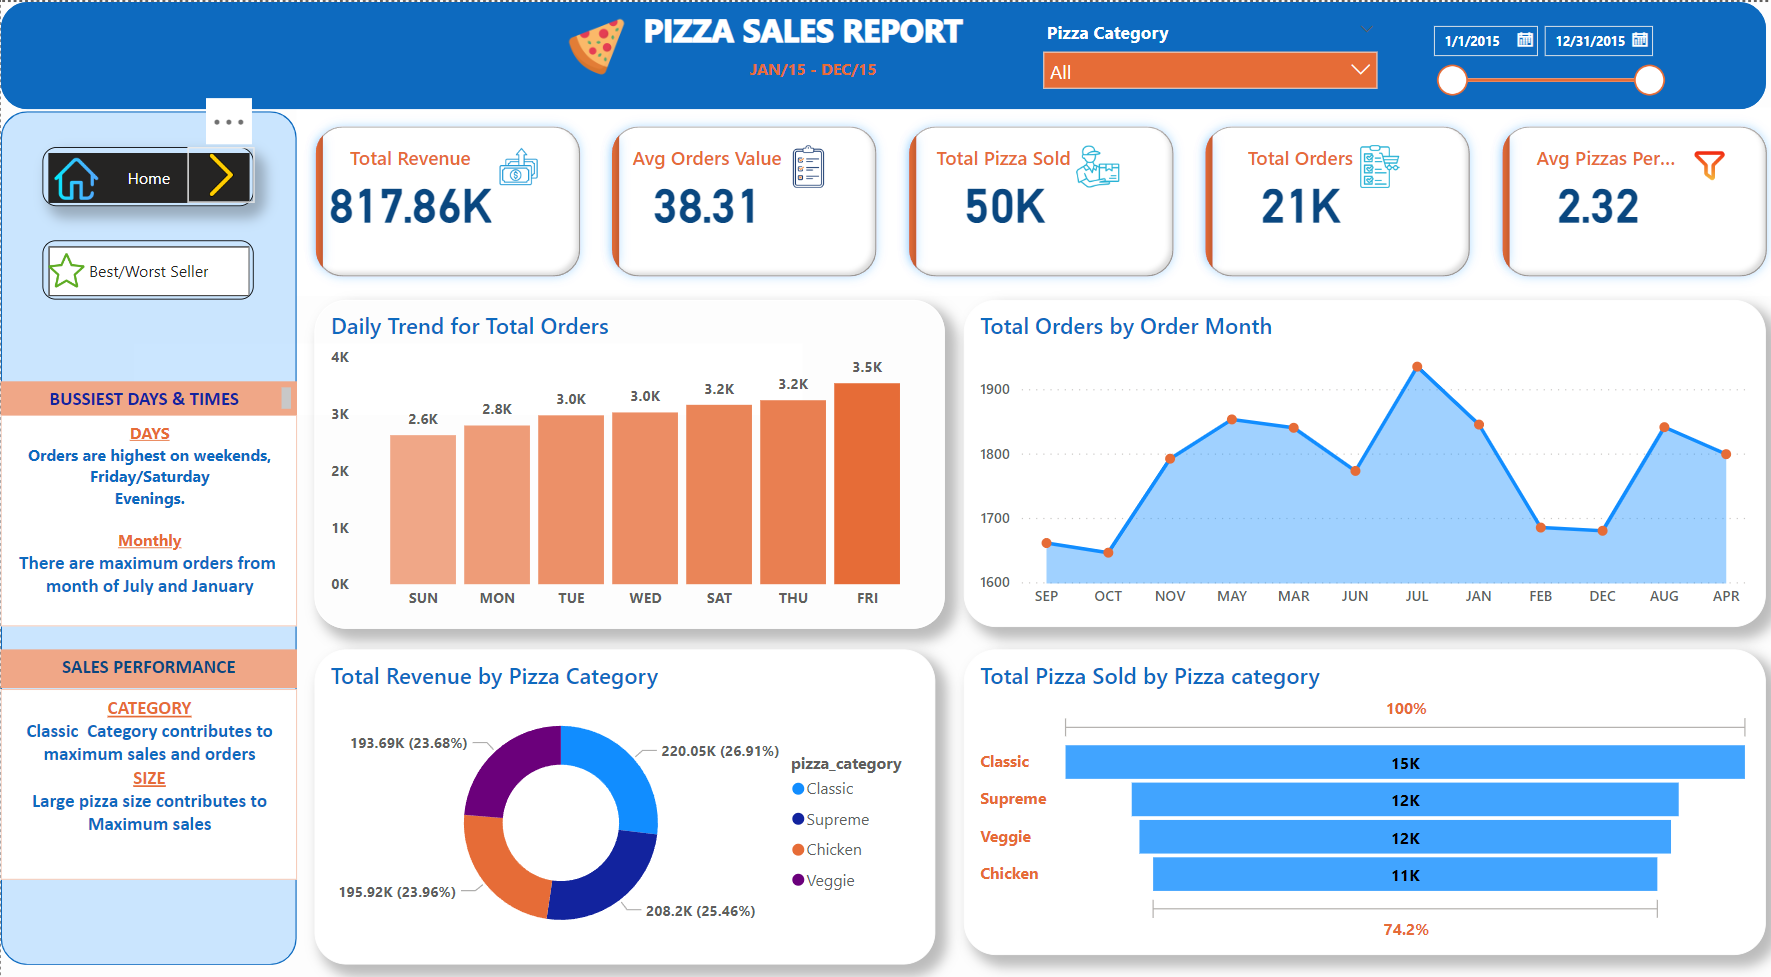 PIZZA SALES REPORT
JAN/15 - DEC/15
Pizza Category
All
1/1/2015
12/31/2015
Home
Best/Worst Seller
Total Revenue
817.86K
Avg Orders Value
38.31
Total Pizza Sold
50K
Total Orders
21K
Avg Pizzas Per...
2.32
BUSSIEST DAYS & TIMES
DAYS
Orders are highest on weekends,
Friday/Saturday
Evenings.
Monthly
There are maximum orders from
month of July and January
SALES PERFORMANCE
CATEGORY
Classic  Category contributes to
maximum sales and orders
SIZE
Large pizza size contributes to
Maximum sales
Daily Trend for Total Orders
4K
3K
2K
1K
0K
2.6K
2.8K
3.0K
3.0K
3.2K
3.2K
3.5K
SUN MON TUE WED SAT THU FRI
Total Orders by Order Month
1900
1800
1700
1600
SEP OCT NOV MAY MAR JUN JUL JAN FEB DEC AUG APR
Total Revenue by Pizza Category
193.69K (23.68%)
220.05K (26.91%)
195.92K (23.96%)
208.2K (25.46%)
pizza_category
Classic
Supreme
Chicken
Veggie
Total Pizza Sold by Pizza category
100%
Classic 15K
Supreme 12K
Veggie 12K
Chicken 11K
74.2%